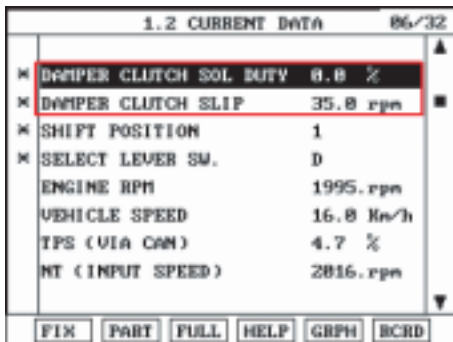 1.2 CURRENT DATA 06/32
* DAMPER CLUTCH SOL DUTY 0.0 %
* DAMPER CLUTCH SLIP 35.0 rpm
* SHIFT POSITION 1
* SELECT LEVER SW. D
ENGINE RPM 1995.rpm
VEHICLE SPEED 16.0 Km/h
TPS (VIA CAN) 4.7 %
NT (INPUT SPEED) 2016.rpm
FIX PART FULL HELP GRPH RCRD